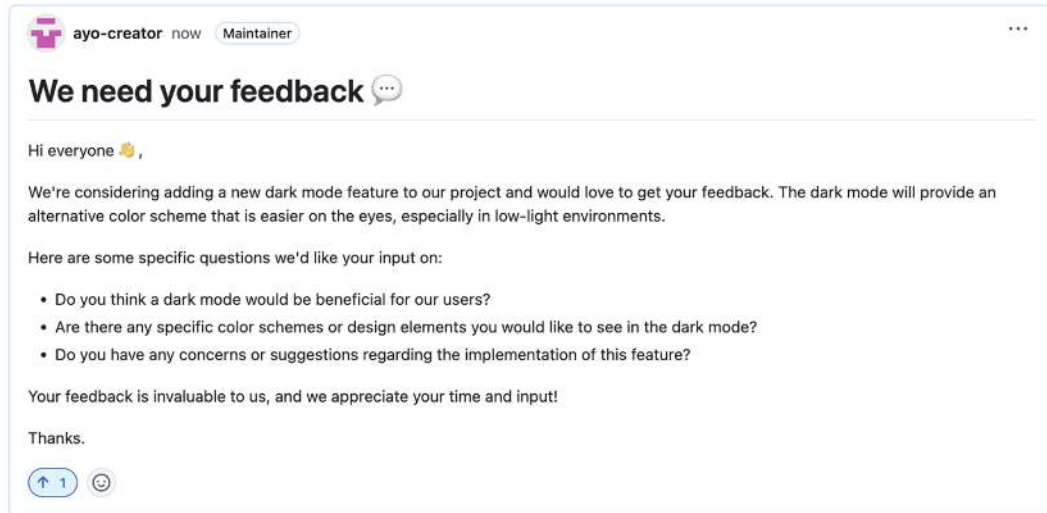 ayo-creator now Maintainer
We need your feedback 💬
Hi everyone 👋 ,
We're considering adding a new dark mode feature to our project and would love to get your feedback. The dark mode will provide an
alternative color scheme that is easier on the eyes, especially in low-light environments.
Here are some specific questions we'd like your input on:
• Do you think a dark mode would be beneficial for our users?
• Are there any specific color schemes or design elements you would like to see in the dark mode?
• Do you have any concerns or suggestions regarding the implementation of this feature?
Your feedback is invaluable to us, and we appreciate your time and input!
Thanks.
↑ 1